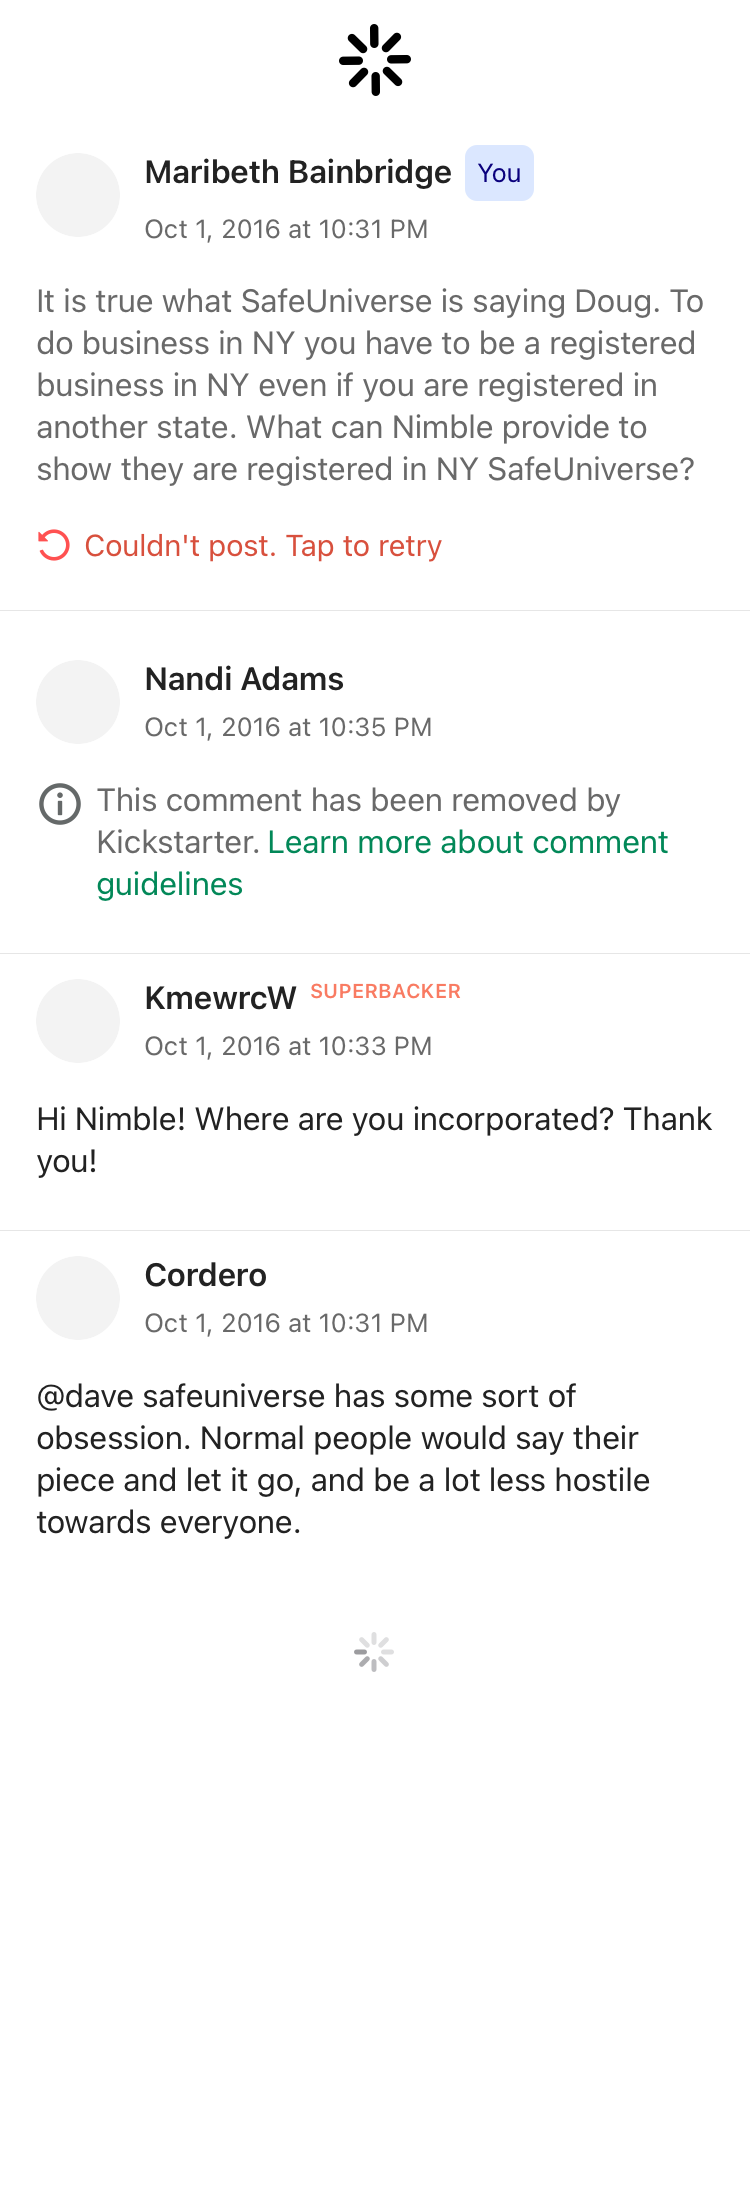 Maribeth Bainbridge You
Oct 1, 2016 at 10:31 PM
It is true what SafeUniverse is saying Doug. To
do business in NY you have to be a registered
business in NY even if you are registered in
another state. What can Nimble provide to
show they are registered in NY SafeUniverse?
Couldn't post. Tap to retry
Nandi Adams
Oct 1, 2016 at 10:35 PM
This comment has been removed by
Kickstarter. Learn more about comment
guidelines
KmewrcW SUPERBACKER
Oct 1, 2016 at 10:33 PM
Hi Nimble! Where are you incorporated? Thank
you!
Cordero
Oct 1, 2016 at 10:31 PM
@dave safeuniverse has some sort of
obsession. Normal people would say their
piece and let it go, and be a lot less hostile
towards everyone.